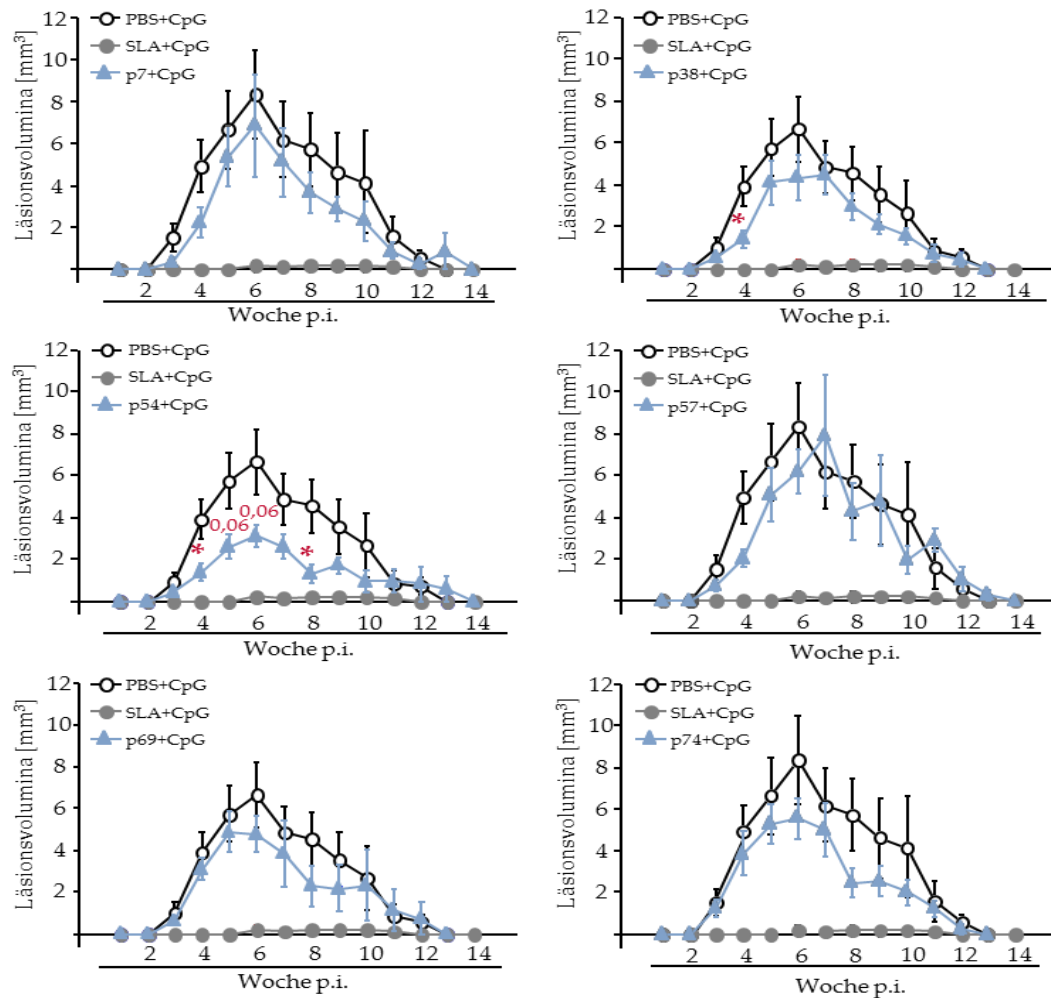 12
10
8
6
4
2
Läsionsvolumina [mm³]
PBS+CpG
SLA+CpG
p7+CpG
2 4 6 8 10 12 14
Woche p.i.
12
10
8
6
4
2
Läsionsvolumina [mm³]
PBS+CpG
SLA+CpG
p38+CpG
*
2 4 6 8 10 12 14
Woche p.i.
12
10
8
6
4
2
Läsionsvolumina [mm³]
PBS+CpG
SLA+CpG
p54+CpG
* 0,06 0,06 *
2 4 6 8 10 12 14
Woche p.i.
12
10
8
6
4
2
Läsionsvolumina [mm³]
PBS+CpG
SLA+CpG
p57+CpG
2 4 6 8 10 12 14
Woche p.i.
12
10
8
6
4
2
Läsionsvolumina [mm³]
PBS+CpG
SLA+CpG
p69+CpG
2 4 6 8 10 12 14
Woche p.i.
12
10
8
6
4
2
Läsionsvolumina [mm³]
PBS+CpG
SLA+CpG
p74+CpG
2 4 6 8 10 12 14
Woche p.i.